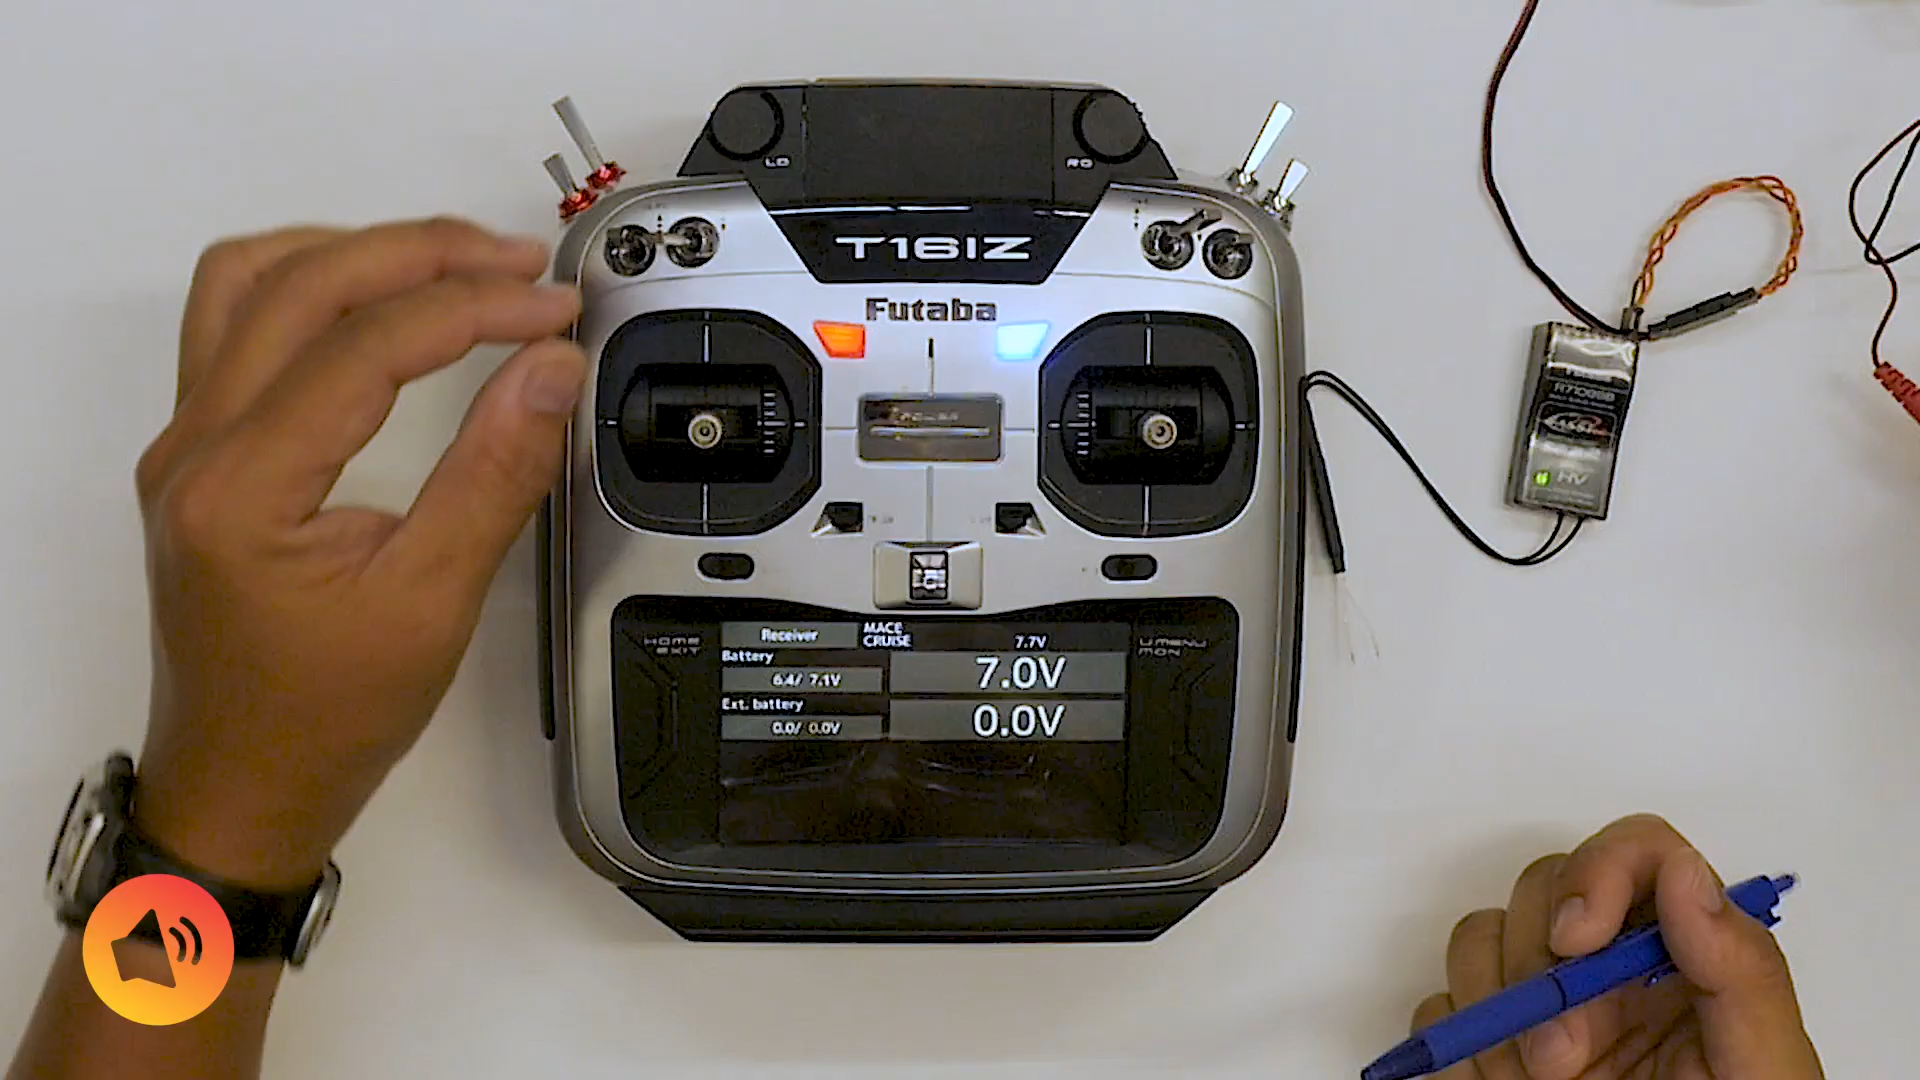 LD
RD
T16IZ
Futaba
HOME
EXIT
Receiver
MACE
CRUISE
7.7V
U.MENU
MON
Battery
6.4/ 7.1V
7.0V
Ext. battery
0.0/ 0.0V
0.0V
R7108SB
HV